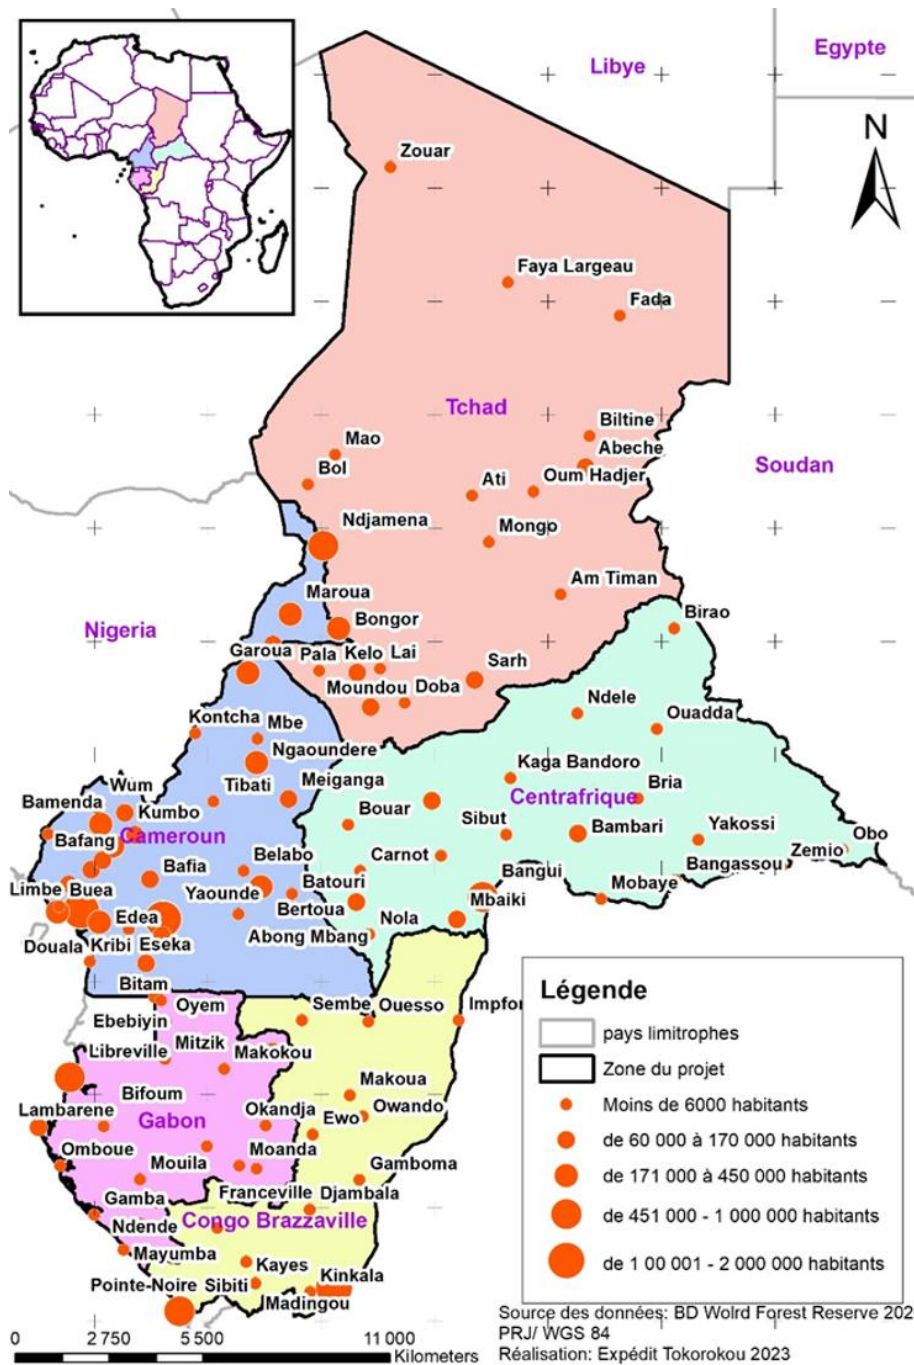 Libye
Egypte
N
Zouar
Faya Largeau
Fada
Tchad
Biltine
Abeche
Mao
Bol
Ati
Oum Hadjer
Soudan
Ndjamena
Mongo
Am Timan
Maroua
Birao
Nigeria
Bongor
Garoua
Pala
Kelo
Lai
Sarh
Moundou
Doba
Ndele
Ouadda
Kontcha
Mbe
Ngaoundere
Kaga Bandoro
Wum
Tibati
Meiganga
Bria
Centrafrique
Bamenda
Kumbo
Bouar
Sibut
Bambari
Yakossi
Obo
Cameroun
Bafang
Bafia
Belabo
Carnot
Bangui
Bangassou
Zemio
Limbe
Buea
Yaounde
Batouri
Mbaiki
Mobaye
Edea
Bertoua
Nola
Douala
Kribi
Eseka
Abong Mbang
Bitam
Oyem
Sembe
Ouesso
Impfon
Ebebiyin
Libreville
Mitzik
Makokou
Makoua
Bifoum
Lambarene
Gabon
Okandja
Ewo
Owando
Omboue
Mouila
Moanda
Gamboma
Gamba
Franceville
Djambala
Ndende
Congo Brazzaville
Mayumba
Kayes
Pointe-Noire
Sibiti
Kinkala
Madingou
Légende
pays limitrophes
Zone du projet
Moins de 6000 habitants
de 60 000 à 170 000 habitants
de 171 000 à 450 000 habitants
de 451 000 - 1 000 000 habitants
de 1 00 001 - 2 000 000 habitants
0 2 750 5 500 11 000
Kilometers
Source des données: BD Wolrd Forest Reserve 202
PRJ/ WGS 84
Réalisation: Expédit Tokorokou 2023